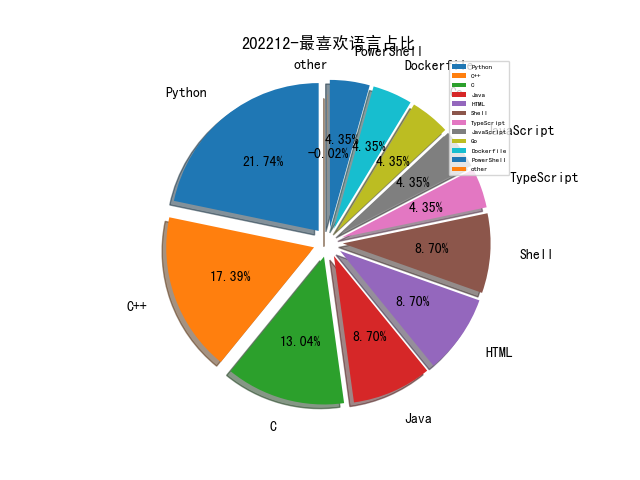 202212-最喜欢语言占比
PowerShell
other
Dockerfile
Python
Python
C++
C
Java
HTML
Shell
TypeScript
JavaScript
Go
Dockerfile
PowerShell
other
JavaScript
TypeScript
Shell
HTML
Java
C
C++
21.74%
17.39%
13.04%
8.70%
8.70%
8.70%
4.35%
4.35%
4.35%
4.35%
4.35%
-0.02%